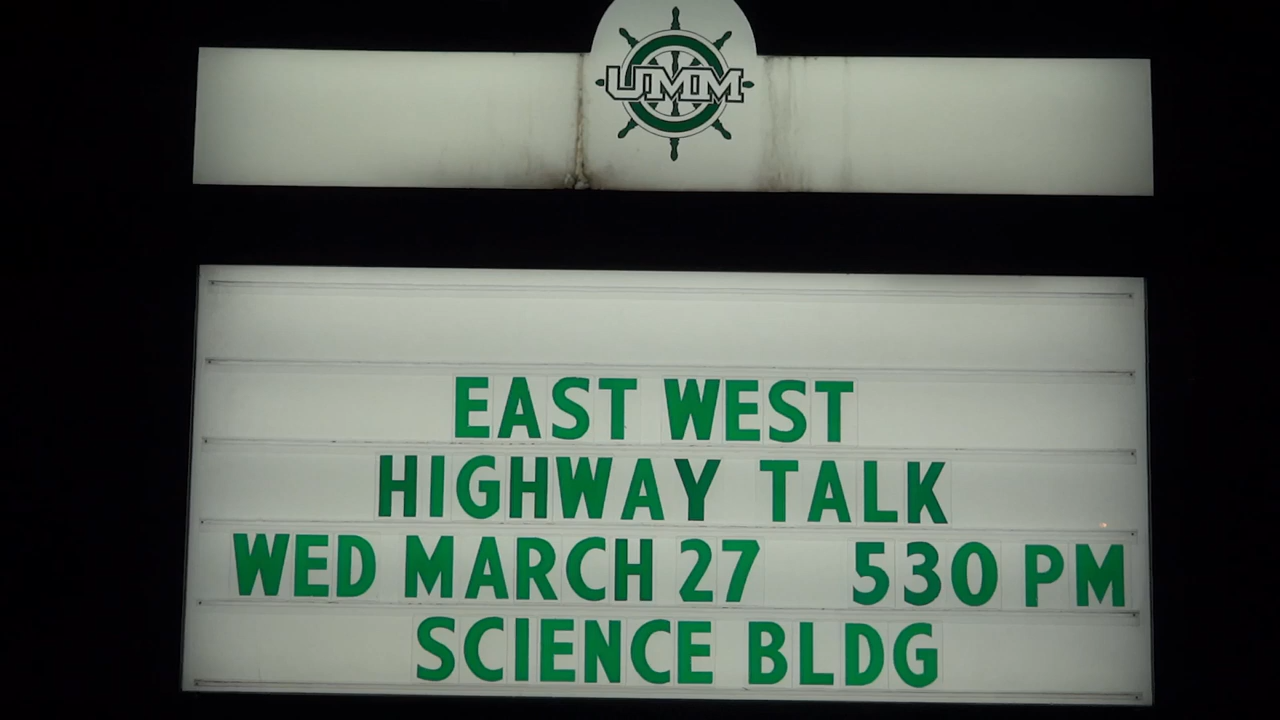 UMM
EAST WEST
HIGHWAY TALK
WED MARCH 27 530 PM
SCIENCE BLDG